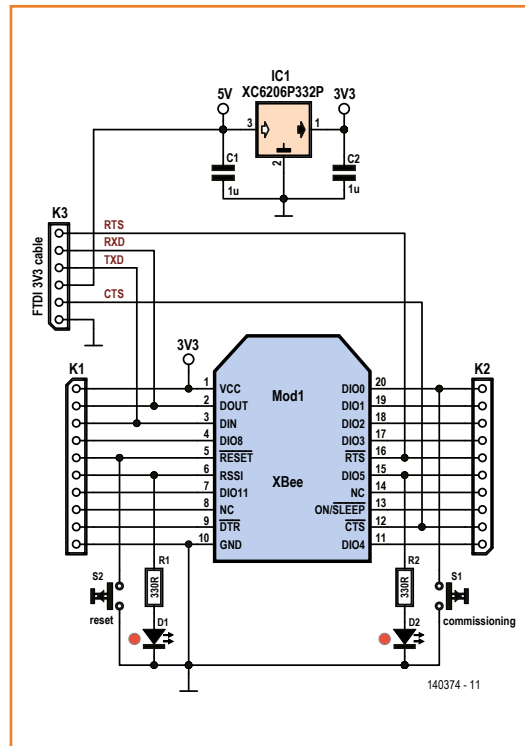 IC1
XC6206P332P
5V
3V3
3
1
2
C1
1u
C2
1u
K3
FTDI 3V3 cable
RTS
RXD
TXD
CTS
3V3
K1
K2
Mod1
XBee
1 VCC
2 DOUT
3 DIN
4 DIO8
5 RESET
6 RSSI
7 DIO11
8 NC
9 DTR
10 GND
DIO0 20
DIO1 19
DIO2 18
DIO3 17
RTS 16
DIO5 15
NC 14
ON/SLEEP 13
CTS 12
DIO4 11
S2
reset
R1
330R
D1
R2
330R
D2
S1
commissioning
140374 - 11